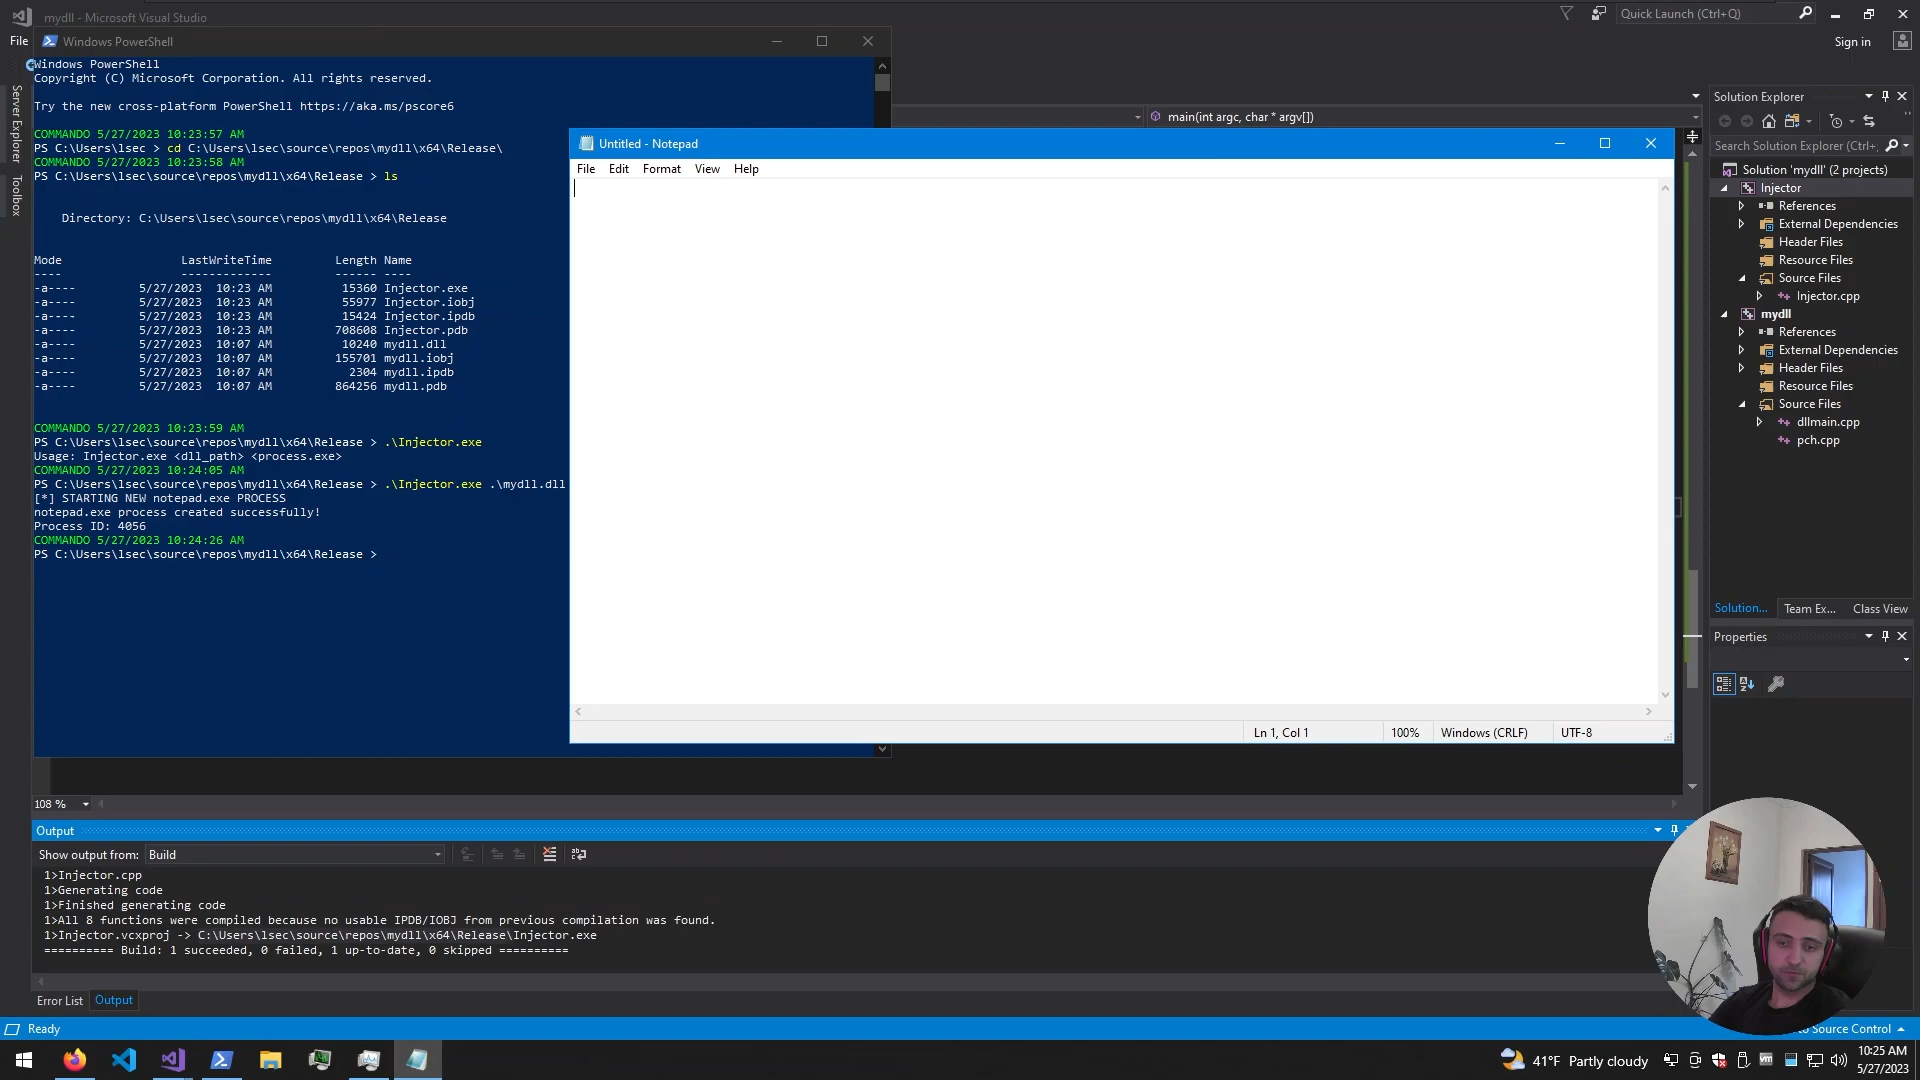 mydll - Microsoft Visual Studio
Quick Launch (Ctrl+Q)
File
Windows PowerShell
Sign in
Windows PowerShell
Copyright (C) Microsoft Corporation. All rights reserved.
Try the new cross-platform PowerShell https://aka.ms/pscore6
COMMANDO 5/27/2023 10:23:57 AM
PS C:\Users\lsec > cd C:\Users\lsec\source\repos\mydll\x64\Release\
COMMANDO 5/27/2023 10:23:58 AM
PS C:\Users\lsec\source\repos\mydll\x64\Release > ls
Directory: C:\Users\lsec\source\repos\mydll\x64\Release
Mode LastWriteTime Length Name
---- ------------- ------ ----
-a---- 5/27/2023 10:23 AM 15360 Injector.exe
-a---- 5/27/2023 10:23 AM 55977 Injector.iobj
-a---- 5/27/2023 10:23 AM 15424 Injector.ipdb
-a---- 5/27/2023 10:23 AM 708608 Injector.pdb
-a---- 5/27/2023 10:07 AM 10240 mydll.dll
-a---- 5/27/2023 10:07 AM 155701 mydll.iobj
-a---- 5/27/2023 10:07 AM 2304 mydll.ipdb
-a---- 5/27/2023 10:07 AM 864256 mydll.pdb
COMMANDO 5/27/2023 10:23:59 AM
PS C:\Users\lsec\source\repos\mydll\x64\Release > .\Injector.exe
Usage: Injector.exe <dll_path> <process.exe>
COMMANDO 5/27/2023 10:24:05 AM
PS C:\Users\lsec\source\repos\mydll\x64\Release > .\Injector.exe .\mydll.dll
[*] STARTING NEW notepad.exe PROCESS
notepad.exe process created successfully!
Process ID: 4056
COMMANDO 5/27/2023 10:24:26 AM
PS C:\Users\lsec\source\repos\mydll\x64\Release >
Server Explorer
Toolbox
main(int argc, char * argv[])
Untitled - Notepad
File Edit Format View Help
Ln 1, Col 1 100% Windows (CRLF) UTF-8
Solution Explorer
Search Solution Explorer (Ctrl+;
Solution 'mydll' (2 projects)
Injector
References
External Dependencies
Header Files
Resource Files
Source Files
Injector.cpp
mydll
References
External Dependencies
Header Files
Resource Files
Source Files
dllmain.cpp
pch.cpp
Solution... Team Ex... Class View
Properties
108 %
Output
Show output from: Build
1>Injector.cpp
1>Generating code
1>Finished generating code
1>All 8 functions were compiled because no usable IPDB/IOBJ from previous compilation was found.
1>Injector.vcxproj -> C:\Users\lsec\source\repos\mydll\x64\Release\Injector.exe
========== Build: 1 succeeded, 0 failed, 1 up-to-date, 0 skipped ==========
Error List Output
Ready
to Source Control
41°F Partly cloudy
10:25 AM
5/27/2023